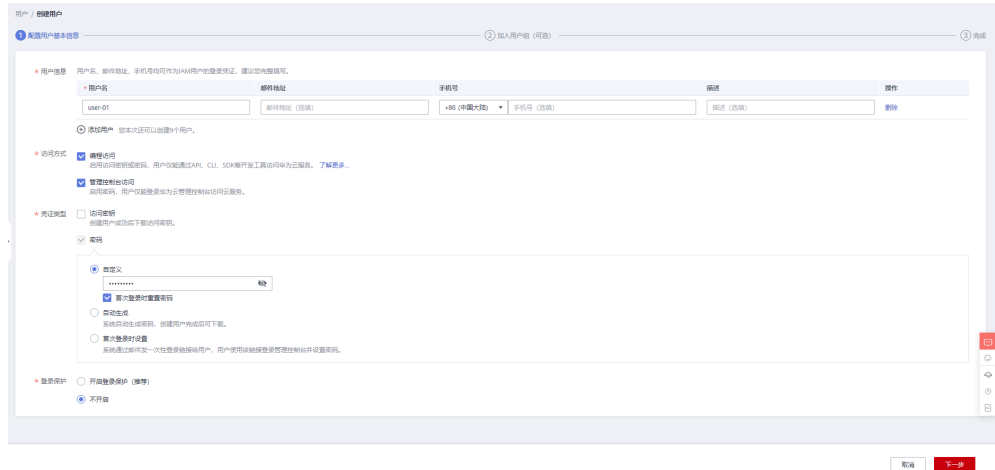 用户 / 创建用户
1 配置用户基本信息
2 加入用户组（可选）
3 完成
* 用户信息 用户名、邮件地址、手机号均可作为IAM用户的登录凭证，建议您完整填写。
* 用户名 邮件地址 手机号 描述 操作
user-01 邮件地址（选填） +86 (中国大陆) 手机号（选填） 描述（选填） 删除
添加用户 您本次还可以创建9个用户。
* 访问方式 编程访问
启用访问密钥或密码，用户仅能通过API、CLI、SDK等开发工具访问华为云服务。 了解更多...
管理控制台访问
启用密码，用户仅能登录华为云管理控制台访问云服务。
* 凭证类型 访问密钥
创建用户成功后下载访问密钥。
密码
自定义
•••••••••
首次登录时重置密码
自动生成
系统自动生成密码，创建用户完成后可下载。
首次登录时设置
系统通过邮件发一次性登录链接给用户，用户使用该链接登录管理控制台并设置密码。
* 登录保护 开启登录保护（推荐）
不开启
取消 下一步